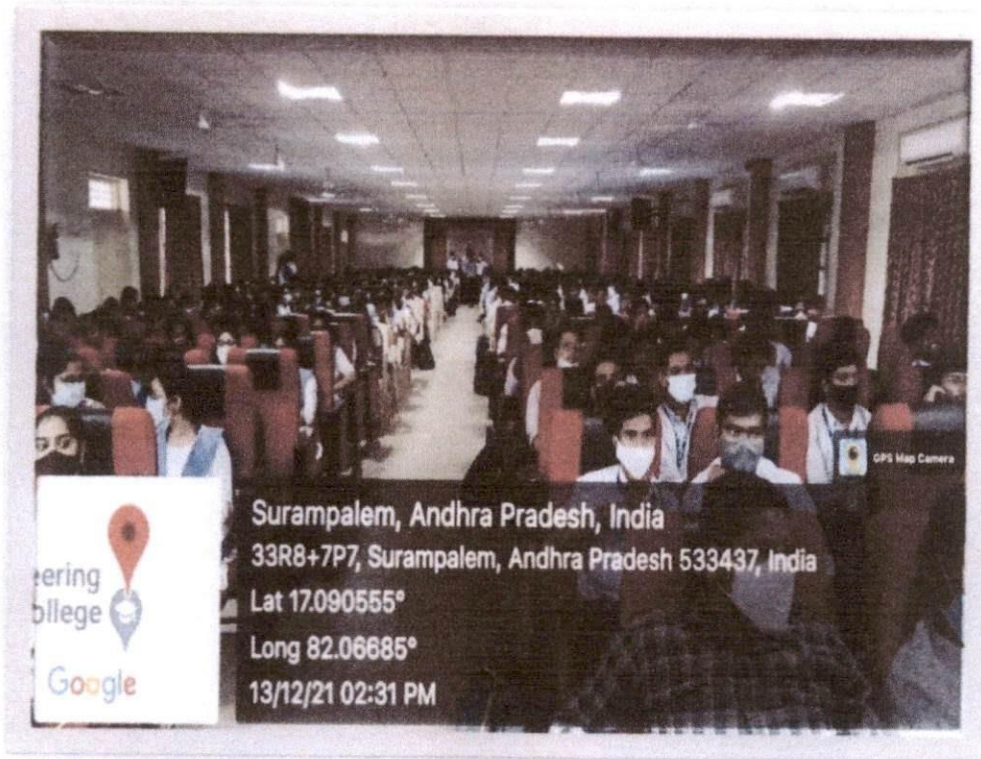 GPS Map Camera
Surampalem, Andhra Pradesh, India
33R8+7P7, Surampalem, Andhra Pradesh 533437, India
Lat 17.090555°
Long 82.06685°
13/12/21 02:31 PM
eering
ollege
Google